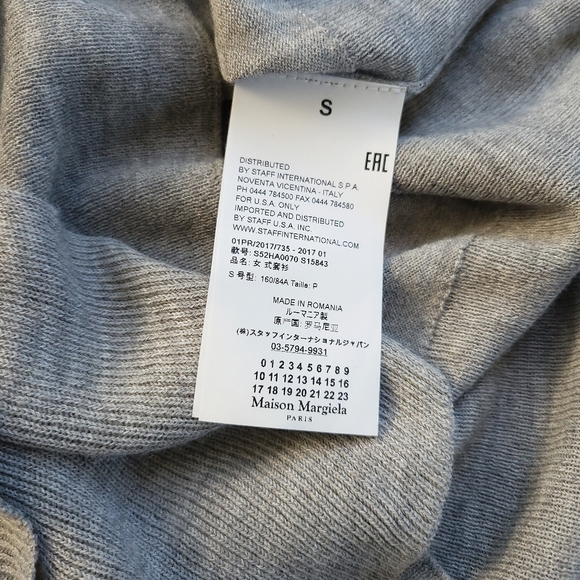 S
EAC
DISTRIBUTED
BY STAFF INTERNATIONAL S.P.A.
NOVENTA VICENTINA - ITALY
PH 0444 784500 FAX 0444 784580
FOR U.S.A. ONLY
IMPORTED AND DISTRIBUTED
BY STAFF U.S.A. INC.
WWW.STAFFINTERNATIONAL.COM
01PR/2017/735 - 2017 01
款号: S52HA0070 S15843
品名: 女 式套衫
S 号型: 160/84A Taille: P
MADE IN ROMANIA
ルーマニア製
原产国: 罗马尼亚
(株)スタッフインターナショナルジャパン
03-5794-9931
0 1 2 3 4 5 6 7 8 9
10 11 12 13 14 15 16
17 18 19 20 21 22 23
Maison Margiela
PARIS